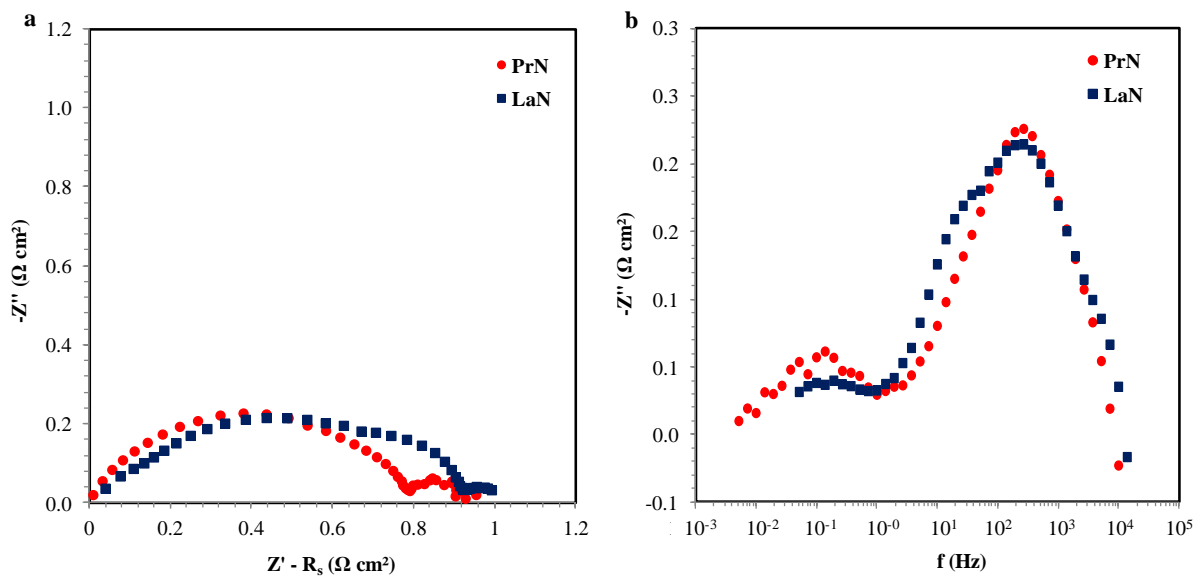 a
1.2
1.0
0.8
0.6
0.4
0.2
0.0
-Z'' (Ω cm²)
PrN
LaN
0 0.2 0.4 0.6 0.8 1 1.2
Z' - Rₛ (Ω cm²)
b
0.3
0.3
0.2
0.2
0.1
0.1
0.0
-0.1
-Z'' (Ω cm²)
PrN
LaN
10⁻³ 10⁻² 10⁻¹ 10⁻⁰ 10¹ 10² 10³ 10⁴ 10⁵
f (Hz)